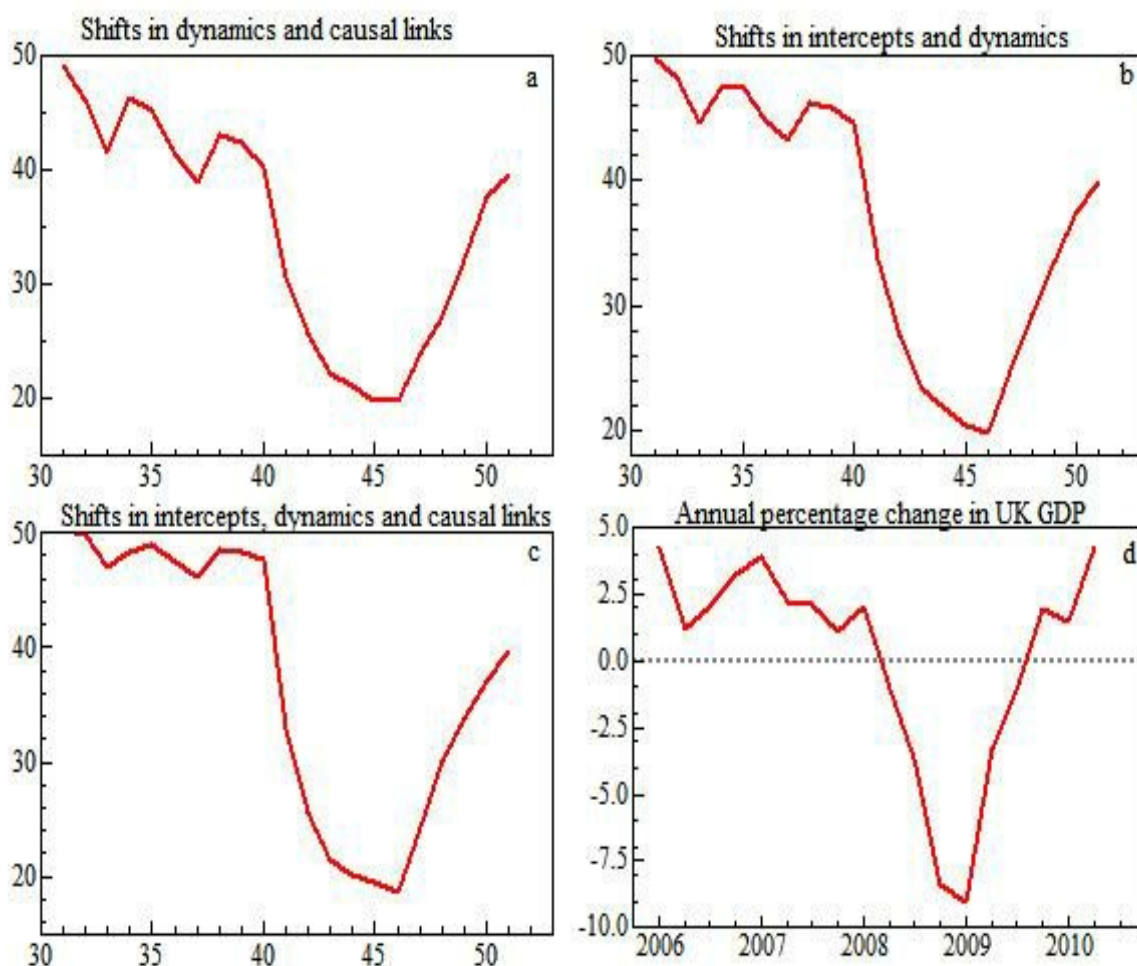 Shifts in dynamics and causal links
50
a
40
30
20
30 35 40 45 50
Shifts in intercepts and dynamics
50
b
40
30
20
30 35 40 45 50
Shifts in intercepts, dynamics and causal links
50
c
40
30
20
30 35 40 45 50
Annual percentage change in UK GDP
5.0
d
2.5
0.0
-2.5
-5.0
-7.5
-10.0
2006 2007 2008 2009 2010